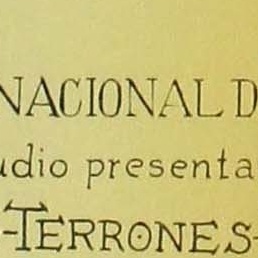 NACIONAL D
udio presenta
-TERRONES-